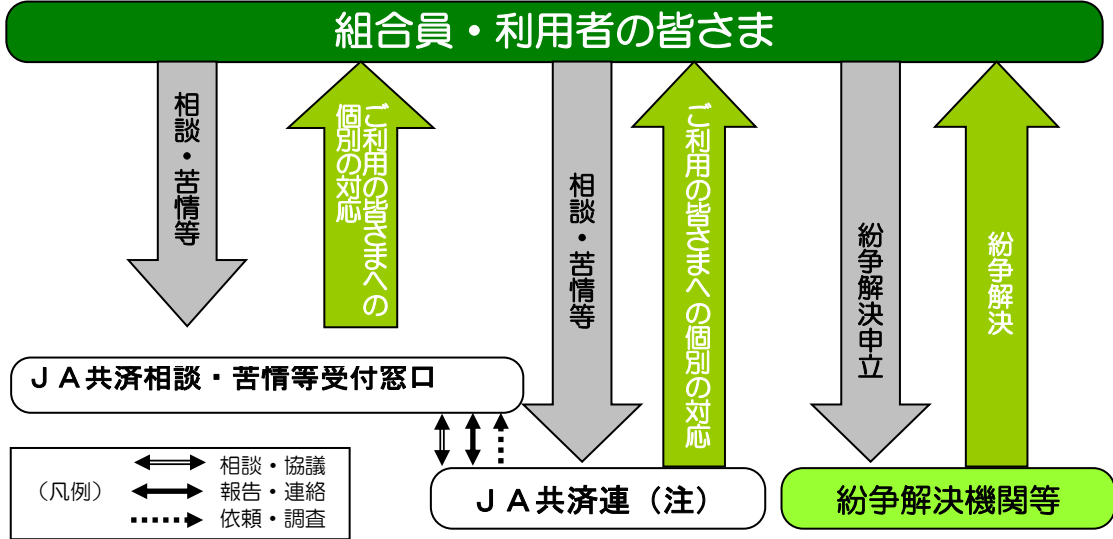 組合員・利用者の皆さま
相談・苦情等
ご利用の皆さまへの
個別の対応
相談・苦情等
ご利用の皆さまへの個別の対応
紛争解決申立
紛争解決
ＪＡ共済相談・苦情等受付窓口
（凡例）
相談・協議
報告・連絡
依頼・調査
ＪＡ共済連（注）
紛争解決機関等